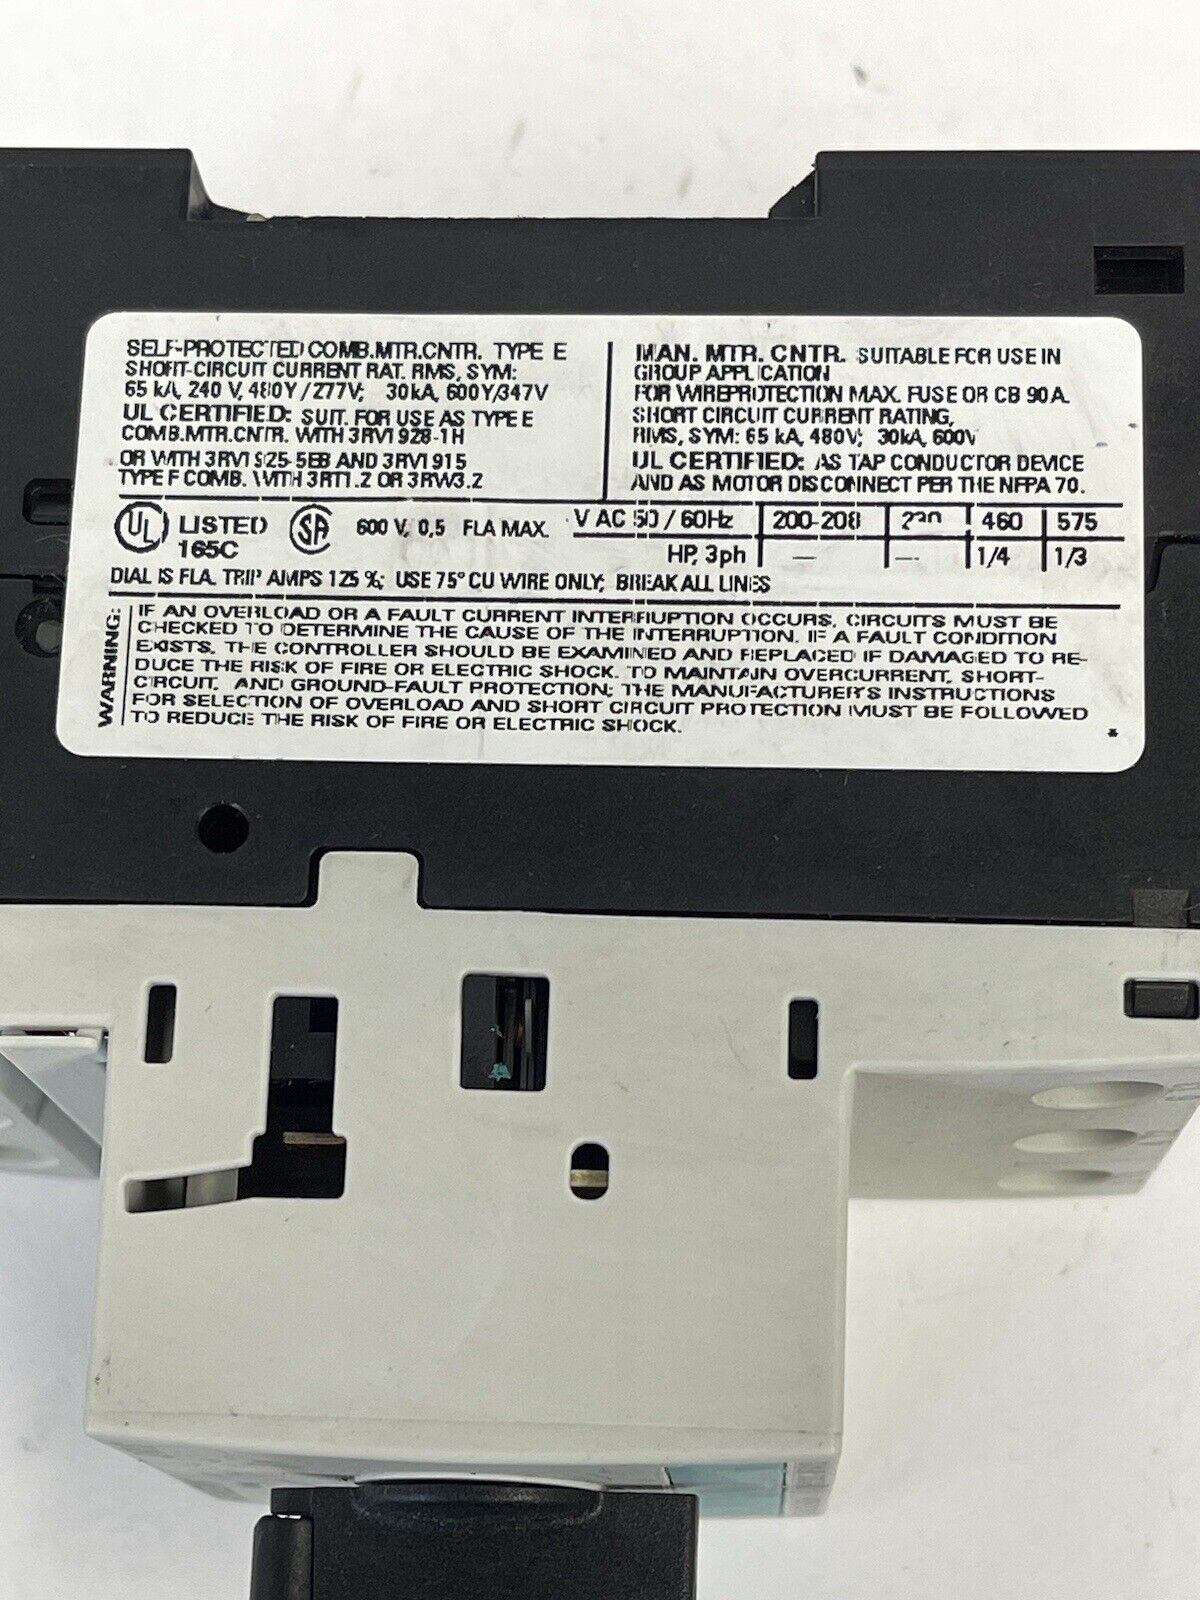 SELF-PROTECTED COMB.MTR.CNTR. TYPE E
SHORT-CIRCUIT CURRENT RAT. RMS, SYM:
65 kA, 240 V, 480Y/277V; 30kA, 600Y/347V
UL CERTIFIED: SUIT. FOR USE AS TYPE E
COMB.MTR.CNTR. WITH 3RV1928-1H
OR WITH 3RV1925-5EB AND 3RV1915
TYPE F COMB. WITH 3RT1.2 OR 3RW3.2
MAN. MTR. CNTR. SUITABLE FOR USE IN
GROUP APPLICATION
FOR WIREPROTECTION MAX. FUSE OR CB 90A.
SHORT CIRCUIT CURRENT RATING,
RMS, SYM: 65 kA, 480V; 30kA, 600V
UL CERTIFIED: AS TAP CONDUCTOR DEVICE
AND AS MOTOR DISCONNECT PER THE NFPA 70.
UL LISTED
165C
SA
600 V, 0,5 FLA MAX.
V AC 50 / 60Hz 200-208 230 460 575
HP, 3ph — — 1/4 1/3
DIAL IS FLA. TRIP AMPS 125 %; USE 75° CU WIRE ONLY; BREAK ALL LINES
WARNING:
IF AN OVERLOAD OR A FAULT CURRENT INTERRUPTION OCCURS, CIRCUITS MUST BE
CHECKED TO DETERMINE THE CAUSE OF THE INTERRUPTION. IF A FAULT CONDITION
EXISTS, THE CONTROLLER SHOULD BE EXAMINED AND REPLACED IF DAMAGED TO RE-
DUCE THE RISK OF FIRE OR ELECTRIC SHOCK. TO MAINTAIN OVERCURRENT, SHORT-
CIRCUIT, AND GROUND-FAULT PROTECTION; THE MANUFACTURER'S INSTRUCTIONS
FOR SELECTION OF OVERLOAD AND SHORT CIRCUIT PROTECTION MUST BE FOLLOWED
TO REDUCE THE RISK OF FIRE OR ELECTRIC SHOCK.